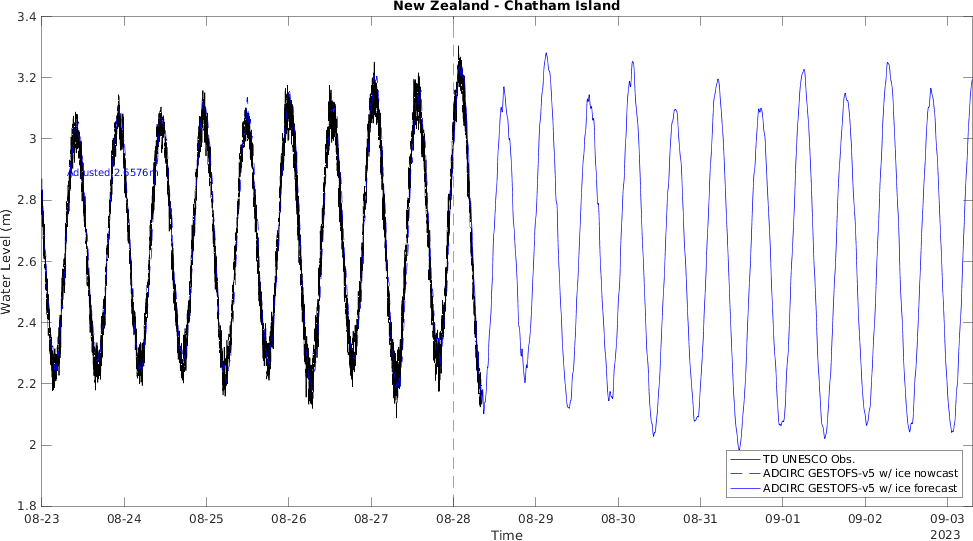 New Zealand - Chatham Island
3.4
3.2
3
2.8
2.6
2.4
2.2
2
1.8
Water Level (m)
Adjusted 2.6576m
TD UNESCO Obs.
ADCIRC GESTOFS-v5 w/ ice nowcast
ADCIRC GESTOFS-v5 w/ ice forecast
08-23 08-24 08-25 08-26 08-27 08-28 08-29 08-30 08-31 09-01 09-02 09-03
2023
Time